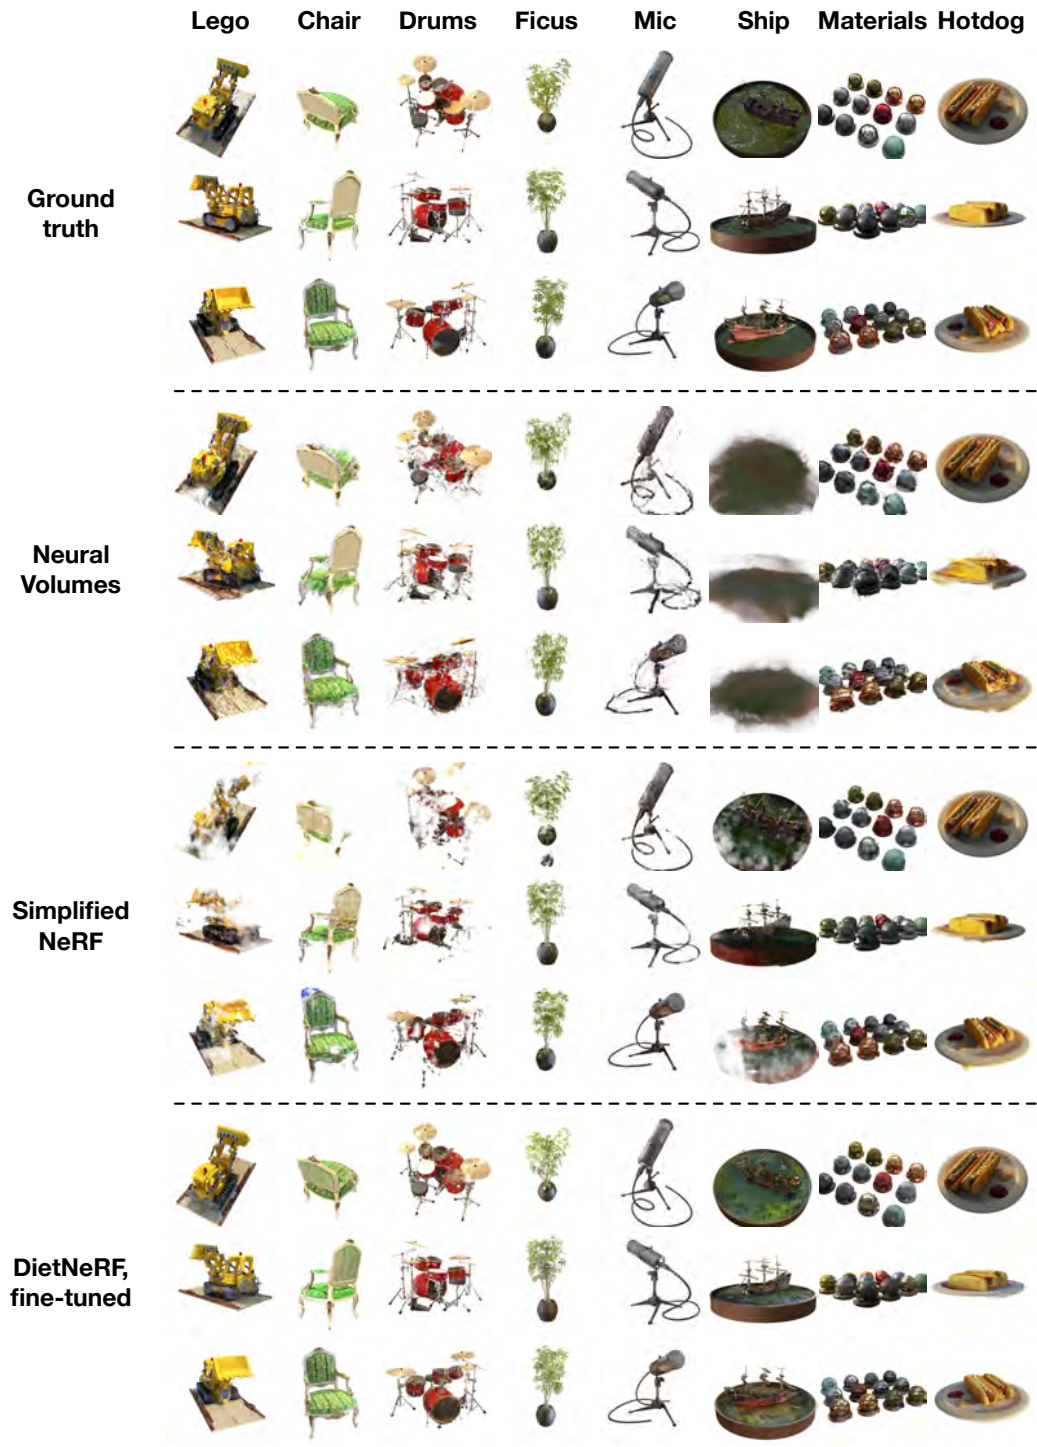 Lego Chair Drums Ficus Mic Ship Materials Hotdog
Ground
truth
Neural
Volumes
Simplified
NeRF
DietNeRF,
fine-tuned